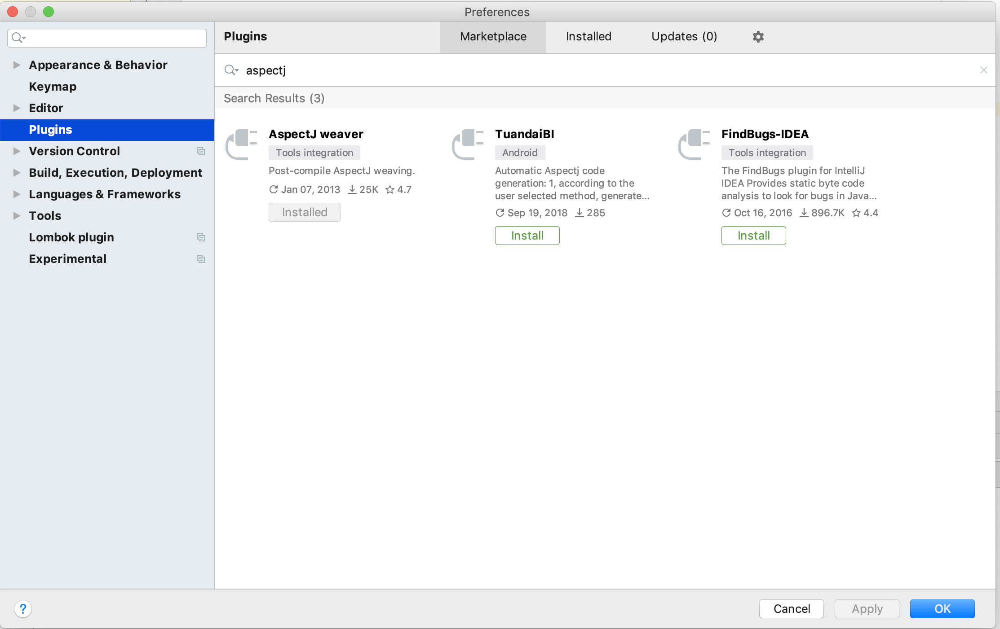 Preferences
Plugins
Marketplace
Installed
Updates (0)
Appearance & Behavior
Keymap
Editor
Plugins
Version Control
Build, Execution, Deployment
Languages & Frameworks
Tools
Lombok plugin
Experimental
aspectj
Search Results (3)
AspectJ weaver
Tools integration
Post-compile AspectJ weaving.
Jan 07, 2013 25K 4.7
Installed
TuandaiBI
Android
Automatic Aspectj code
generation: 1, according to the
user selected method, generate...
Sep 19, 2018 285
Install
FindBugs-IDEA
Tools integration
The FindBugs plugin for IntelliJ
IDEA Provides static byte code
analysis to look for bugs in Java...
Oct 16, 2016 896.7K 4.4
Install
?
Cancel
Apply
OK